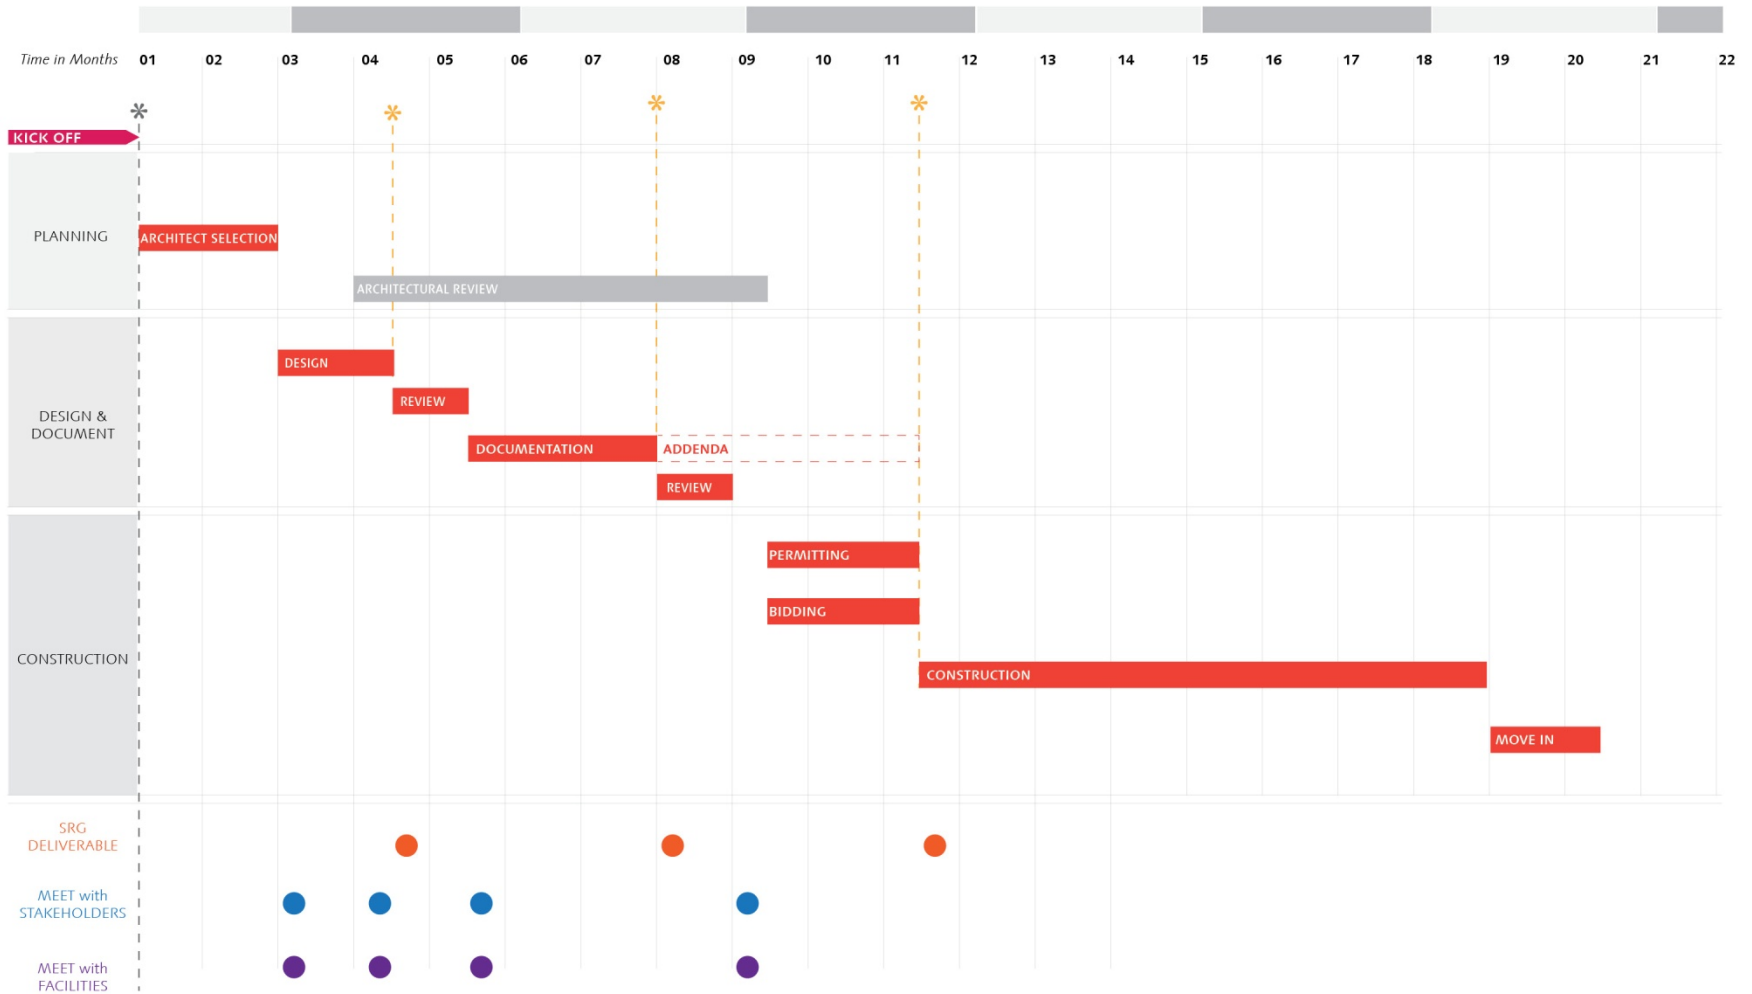 Time in Months 01 02 03 04 05 06 07 08 09 10 11 12 13 14 15 16 17 18 19 20 21 22
* * * *
KICK OFF
PLANNING
ARCHITECT SELECTION
ARCHITECTURAL REVIEW
DESIGN
DESIGN &
DOCUMENT
REVIEW
DOCUMENTATION ADDENDA
REVIEW
PERMITTING
BIDDING
CONSTRUCTION
CONSTRUCTION
MOVE IN
SRG
DELIVERABLE
MEET with
STAKEHOLDERS
MEET with
FACILITIES